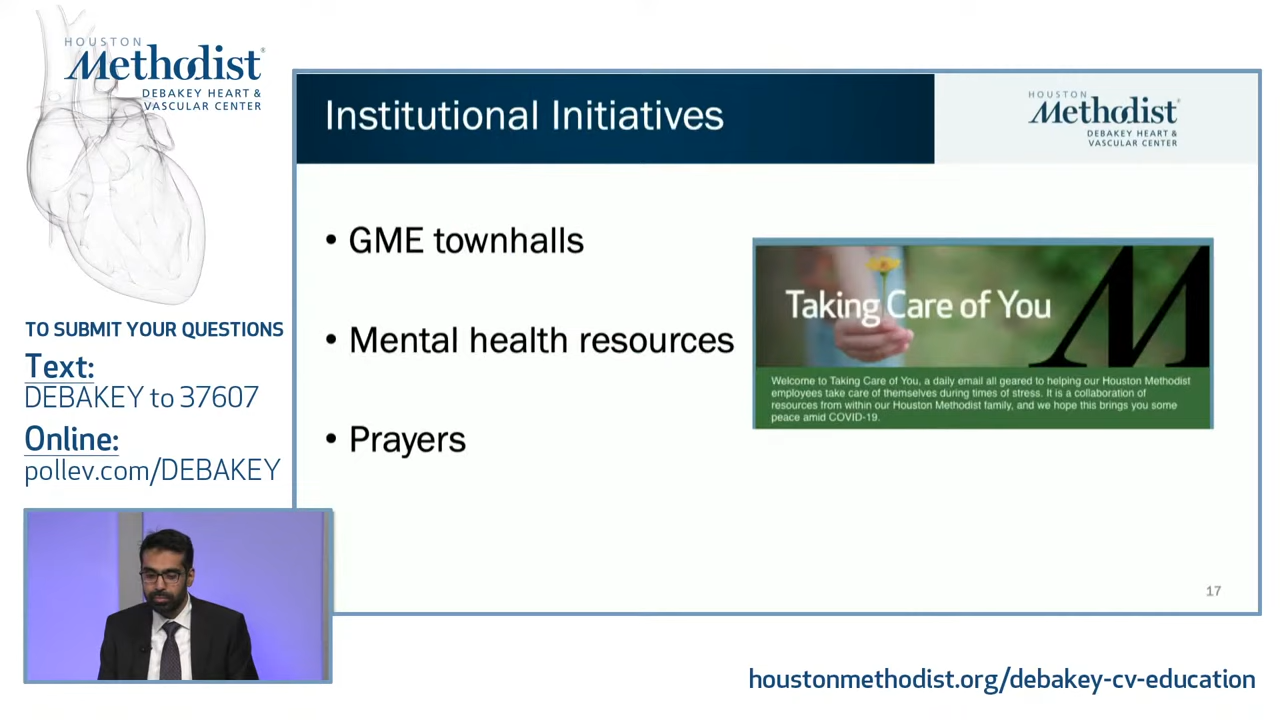 HOUSTON
Methodist®
DEBAKEY HEART &
VASCULAR CENTER
TO SUBMIT YOUR QUESTIONS
Text:
DEBAKEY to 37607
Online:
pollev.com/DEBAKEY
Institutional Initiatives
HOUSTON
Methodist®
DEBAKEY HEART &
VASCULAR CENTER
• GME townhalls
• Mental health resources
• Prayers
Taking Care of You
M
Welcome to Taking Care of You, a daily email all geared to helping our Houston Methodist
employees take care of themselves during times of stress. It is a collaboration of
resources from within our Houston Methodist family, and we hope this brings you some
peace amid COVID-19.
17
houstonmethodist.org/debakey-cv-education